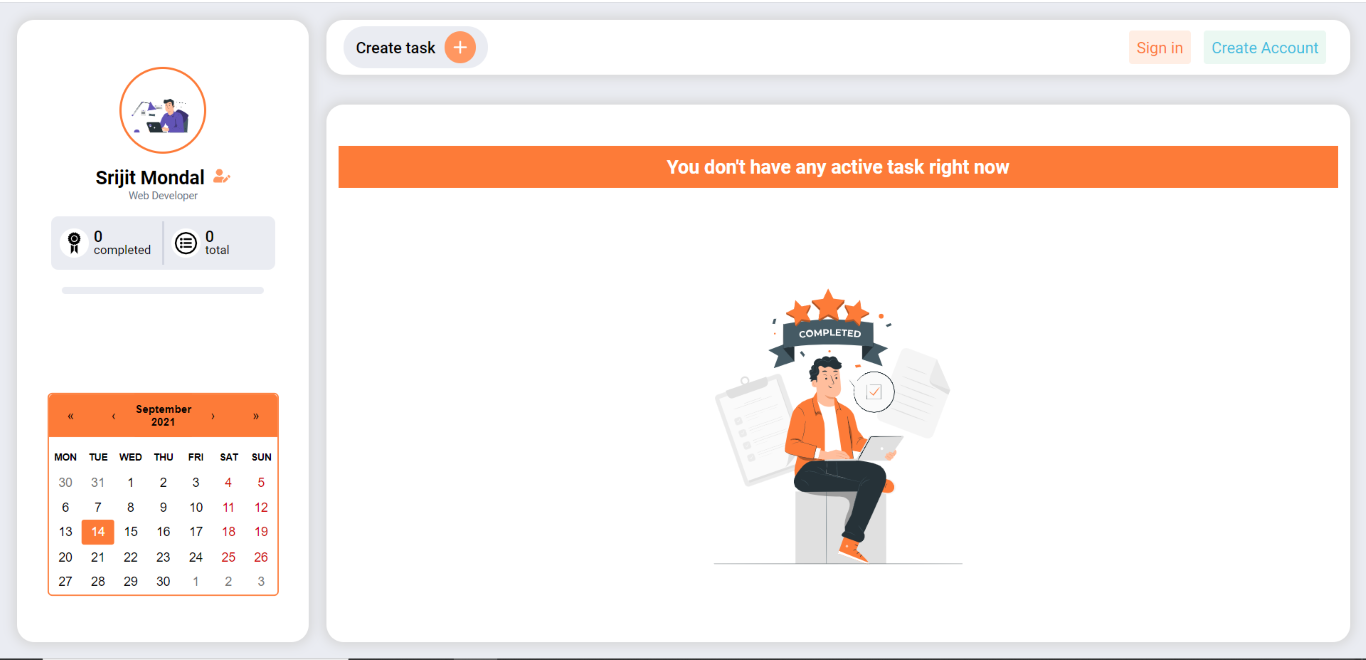 Srijit Mondal
Web Developer
0
completed
0
total
« ‹ September 2021 › »
MON TUE WED THU FRI SAT SUN
30 31 1 2 3 4 5
6 7 8 9 10 11 12
13 14 15 16 17 18 19
20 21 22 23 24 25 26
27 28 29 30 1 2 3
Create task +
Sign in
Create Account
You don't have any active task right now
COMPLETED